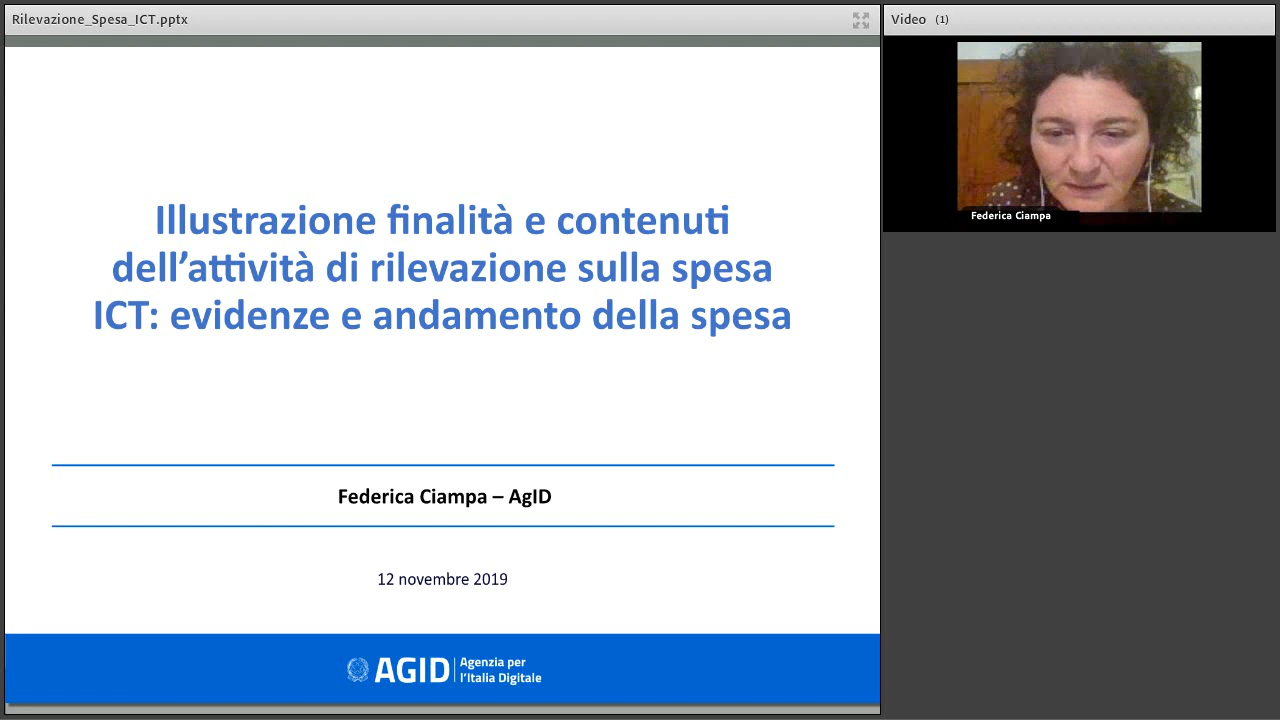 Rilevazione_Spesa_ICT.pptx
Video (1)
Federica Ciampa
Illustrazione finalità e contenuti
dell’attività di rilevazione sulla spesa
ICT: evidenze e andamento della spesa
Federica Ciampa – AgID
12 novembre 2019
AGID
Agenzia per
l’Italia Digitale